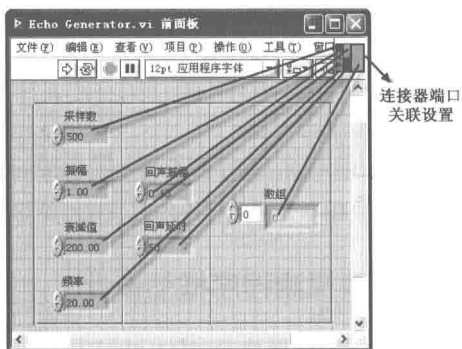 Echo Generator.vi 前面板
文件(F) 编辑(E) 查看(V) 项目(P) 操作(O) 工具(T) 窗口
12pt 应用程序字体
连接器端口
关联设置
采样数
500
振幅
1.00
回声振幅
数组
0
0
衰减值
200.00
回声延时
50
频率
20.00